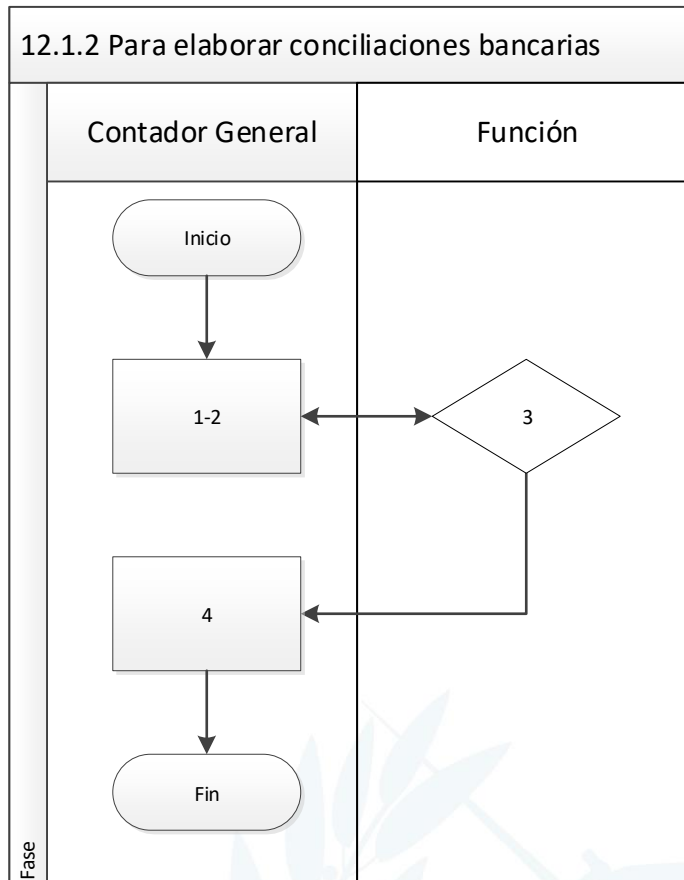 12.1.2 Para elaborar conciliaciones bancarias
Contador General
Función
Inicio
1-2
3
4
Fin
Fase